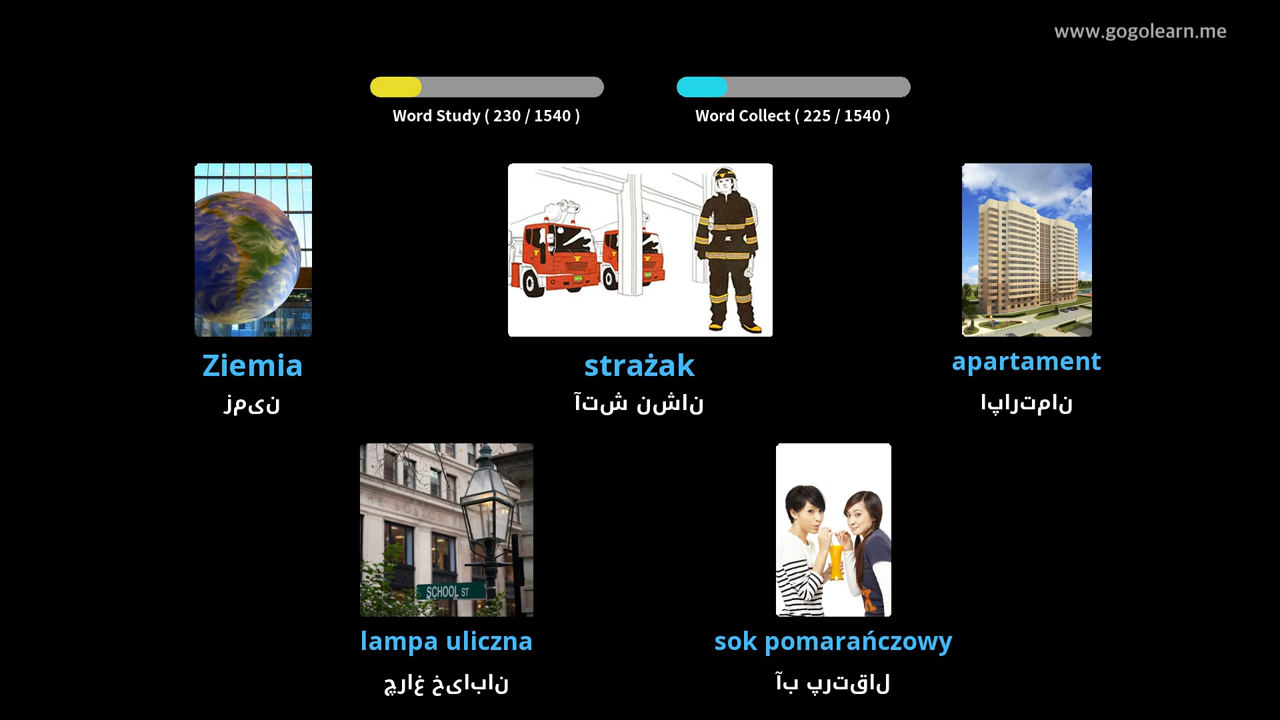 www.gogolearn.me
Word Study ( 230 / 1540 )
Word Collect ( 225 / 1540 )
Ziemia
زمین
strażak
آتش نشان
apartament
اپارتمان
SCHOOL ST
lampa uliczna
چراغ خیابان
sok pomarańczowy
آب پرتقال